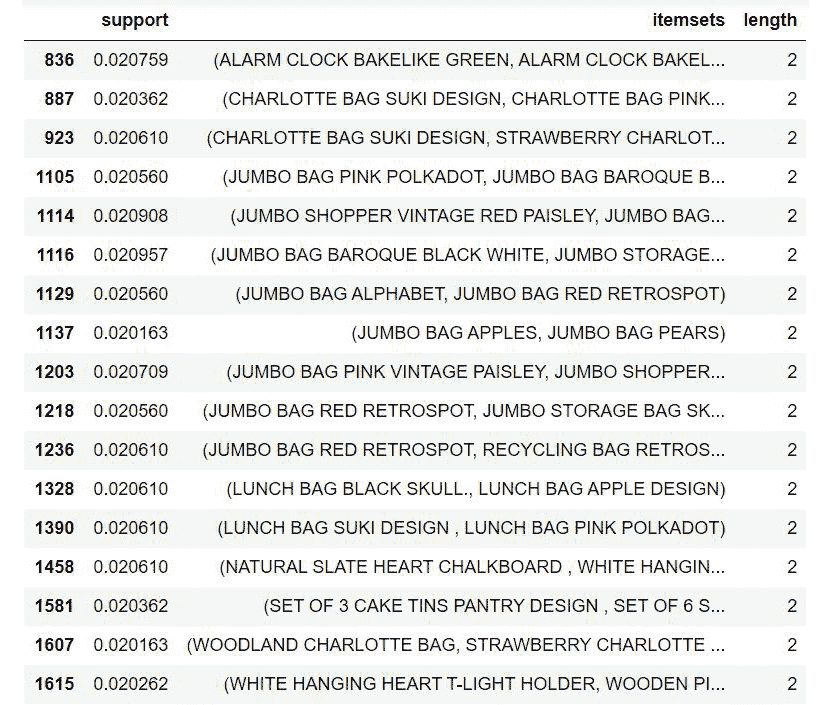 support itemsets length
836 0.020759 (ALARM CLOCK BAKELIKE GREEN, ALARM CLOCK BAKEL... 2
887 0.020362 (CHARLOTTE BAG SUKI DESIGN, CHARLOTTE BAG PINK... 2
923 0.020610 (CHARLOTTE BAG SUKI DESIGN, STRAWBERRY CHARLOT... 2
1105 0.020560 (JUMBO BAG PINK POLKADOT, JUMBO BAG BAROQUE B... 2
1114 0.020908 (JUMBO SHOPPER VINTAGE RED PAISLEY, JUMBO BAG... 2
1116 0.020957 (JUMBO BAG BAROQUE BLACK WHITE, JUMBO STORAGE... 2
1129 0.020560 (JUMBO BAG ALPHABET, JUMBO BAG RED RETROSPOT) 2
1137 0.020163 (JUMBO BAG APPLES, JUMBO BAG PEARS) 2
1203 0.020709 (JUMBO BAG PINK VINTAGE PAISLEY, JUMBO SHOPPER... 2
1218 0.020560 (JUMBO BAG RED RETROSPOT, JUMBO STORAGE BAG SK... 2
1236 0.020610 (JUMBO BAG RED RETROSPOT, RECYCLING BAG RETROS... 2
1328 0.020610 (LUNCH BAG BLACK SKULL., LUNCH BAG APPLE DESIGN) 2
1390 0.020610 (LUNCH BAG SUKI DESIGN , LUNCH BAG PINK POLKADOT) 2
1458 0.020610 (NATURAL SLATE HEART CHALKBOARD , WHITE HANGIN... 2
1581 0.020362 (SET OF 3 CAKE TINS PANTRY DESIGN , SET OF 6 S... 2
1607 0.020163 (WOODLAND CHARLOTTE BAG, STRAWBERRY CHARLOTTE ... 2
1615 0.020262 (WHITE HANGING HEART T-LIGHT HOLDER, WOODEN PI... 2